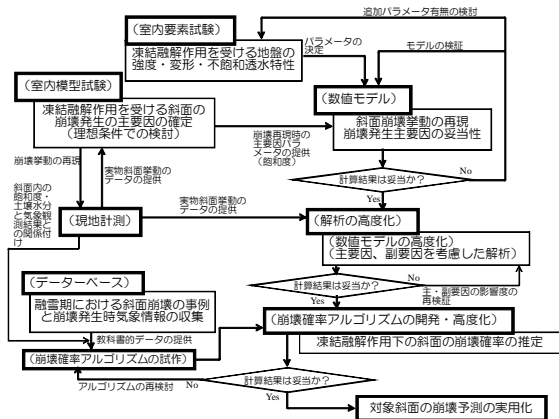 追加パラメータ有無の検討
(室内要素試験)
凍結融解作用を受ける地盤の
強度・変形・不飽和透水特性
パラメータの
決定
モデルの検証
(室内模型試験)
凍結融解作用を受ける斜面の
崩壊発生の主要因の確定
(理想条件での検討)
(数値モデル)
斜面崩壊挙動の再現
崩壊発生主要因の妥当性
崩壊再現時の
主要因パラ
メータの提供
(飽和度)
崩壊挙動の再現
実物斜面挙動の
データの提供
計算結果は妥当か?
No
Yes
斜面内の飽和度・
土壌水分と気象観
測結果と
の関係付け
(現地計測)
実物斜面挙動の
データの提供
(解析の高度化)
(数値モデルの高度化)
(主要因、副要因を考慮した解析)
計算結果は妥当か?
No
主・副要因の影響度の
再検証
Yes
(データーベース)
融雪期における斜面崩壊の事例
と崩壊発生時気象情報の収集
教科書的データの提供
(崩壊確率アルゴリズムの開発・高度化)
凍結融解作用下の斜面の崩壊確率の推定
(崩壊確率アルゴリズムの試作)
アルゴリズムの再検討
No
計算結果は妥当か?
Yes
対象斜面の崩壊予測の実用化